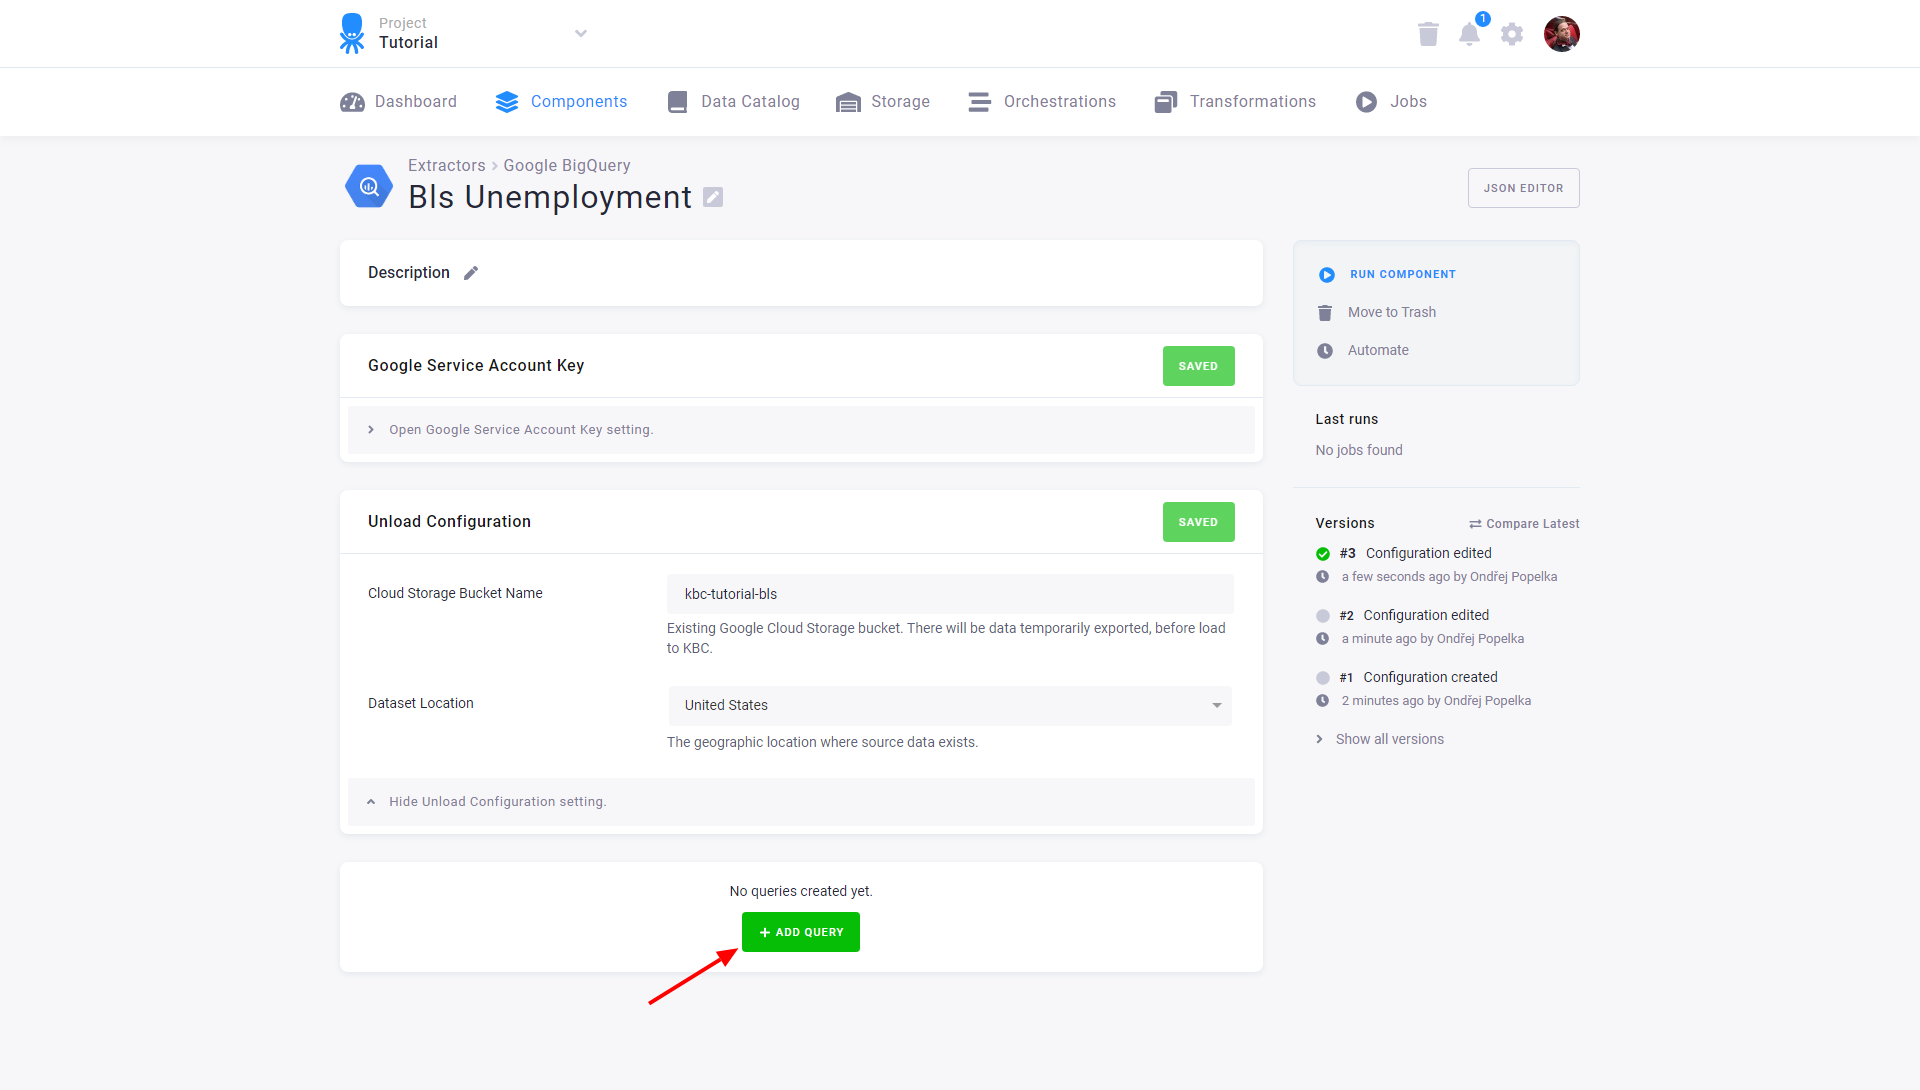 Project
Tutorial
1
Dashboard
Components
Data Catalog
Storage
Orchestrations
Transformations
Jobs
Extractors > Google BigQuery
Bls Unemployment
JSON EDITOR
Description
RUN COMPONENT
Move to Trash
Automate
Google Service Account Key
SAVED
Open Google Service Account Key setting.
Last runs
No jobs found
Unload Configuration
SAVED
Cloud Storage Bucket Name
kbc-tutorial-bls
Existing Google Cloud Storage bucket. There will be data temporarily exported, before load
to KBC.
Dataset Location
United States
The geographic location where source data exists.
Hide Unload Configuration setting.
Versions
Compare Latest
#3 Configuration edited
a few seconds ago by Ondřej Popelka
#2 Configuration edited
a minute ago by Ondřej Popelka
#1 Configuration created
2 minutes ago by Ondřej Popelka
Show all versions
No queries created yet.
+ ADD QUERY